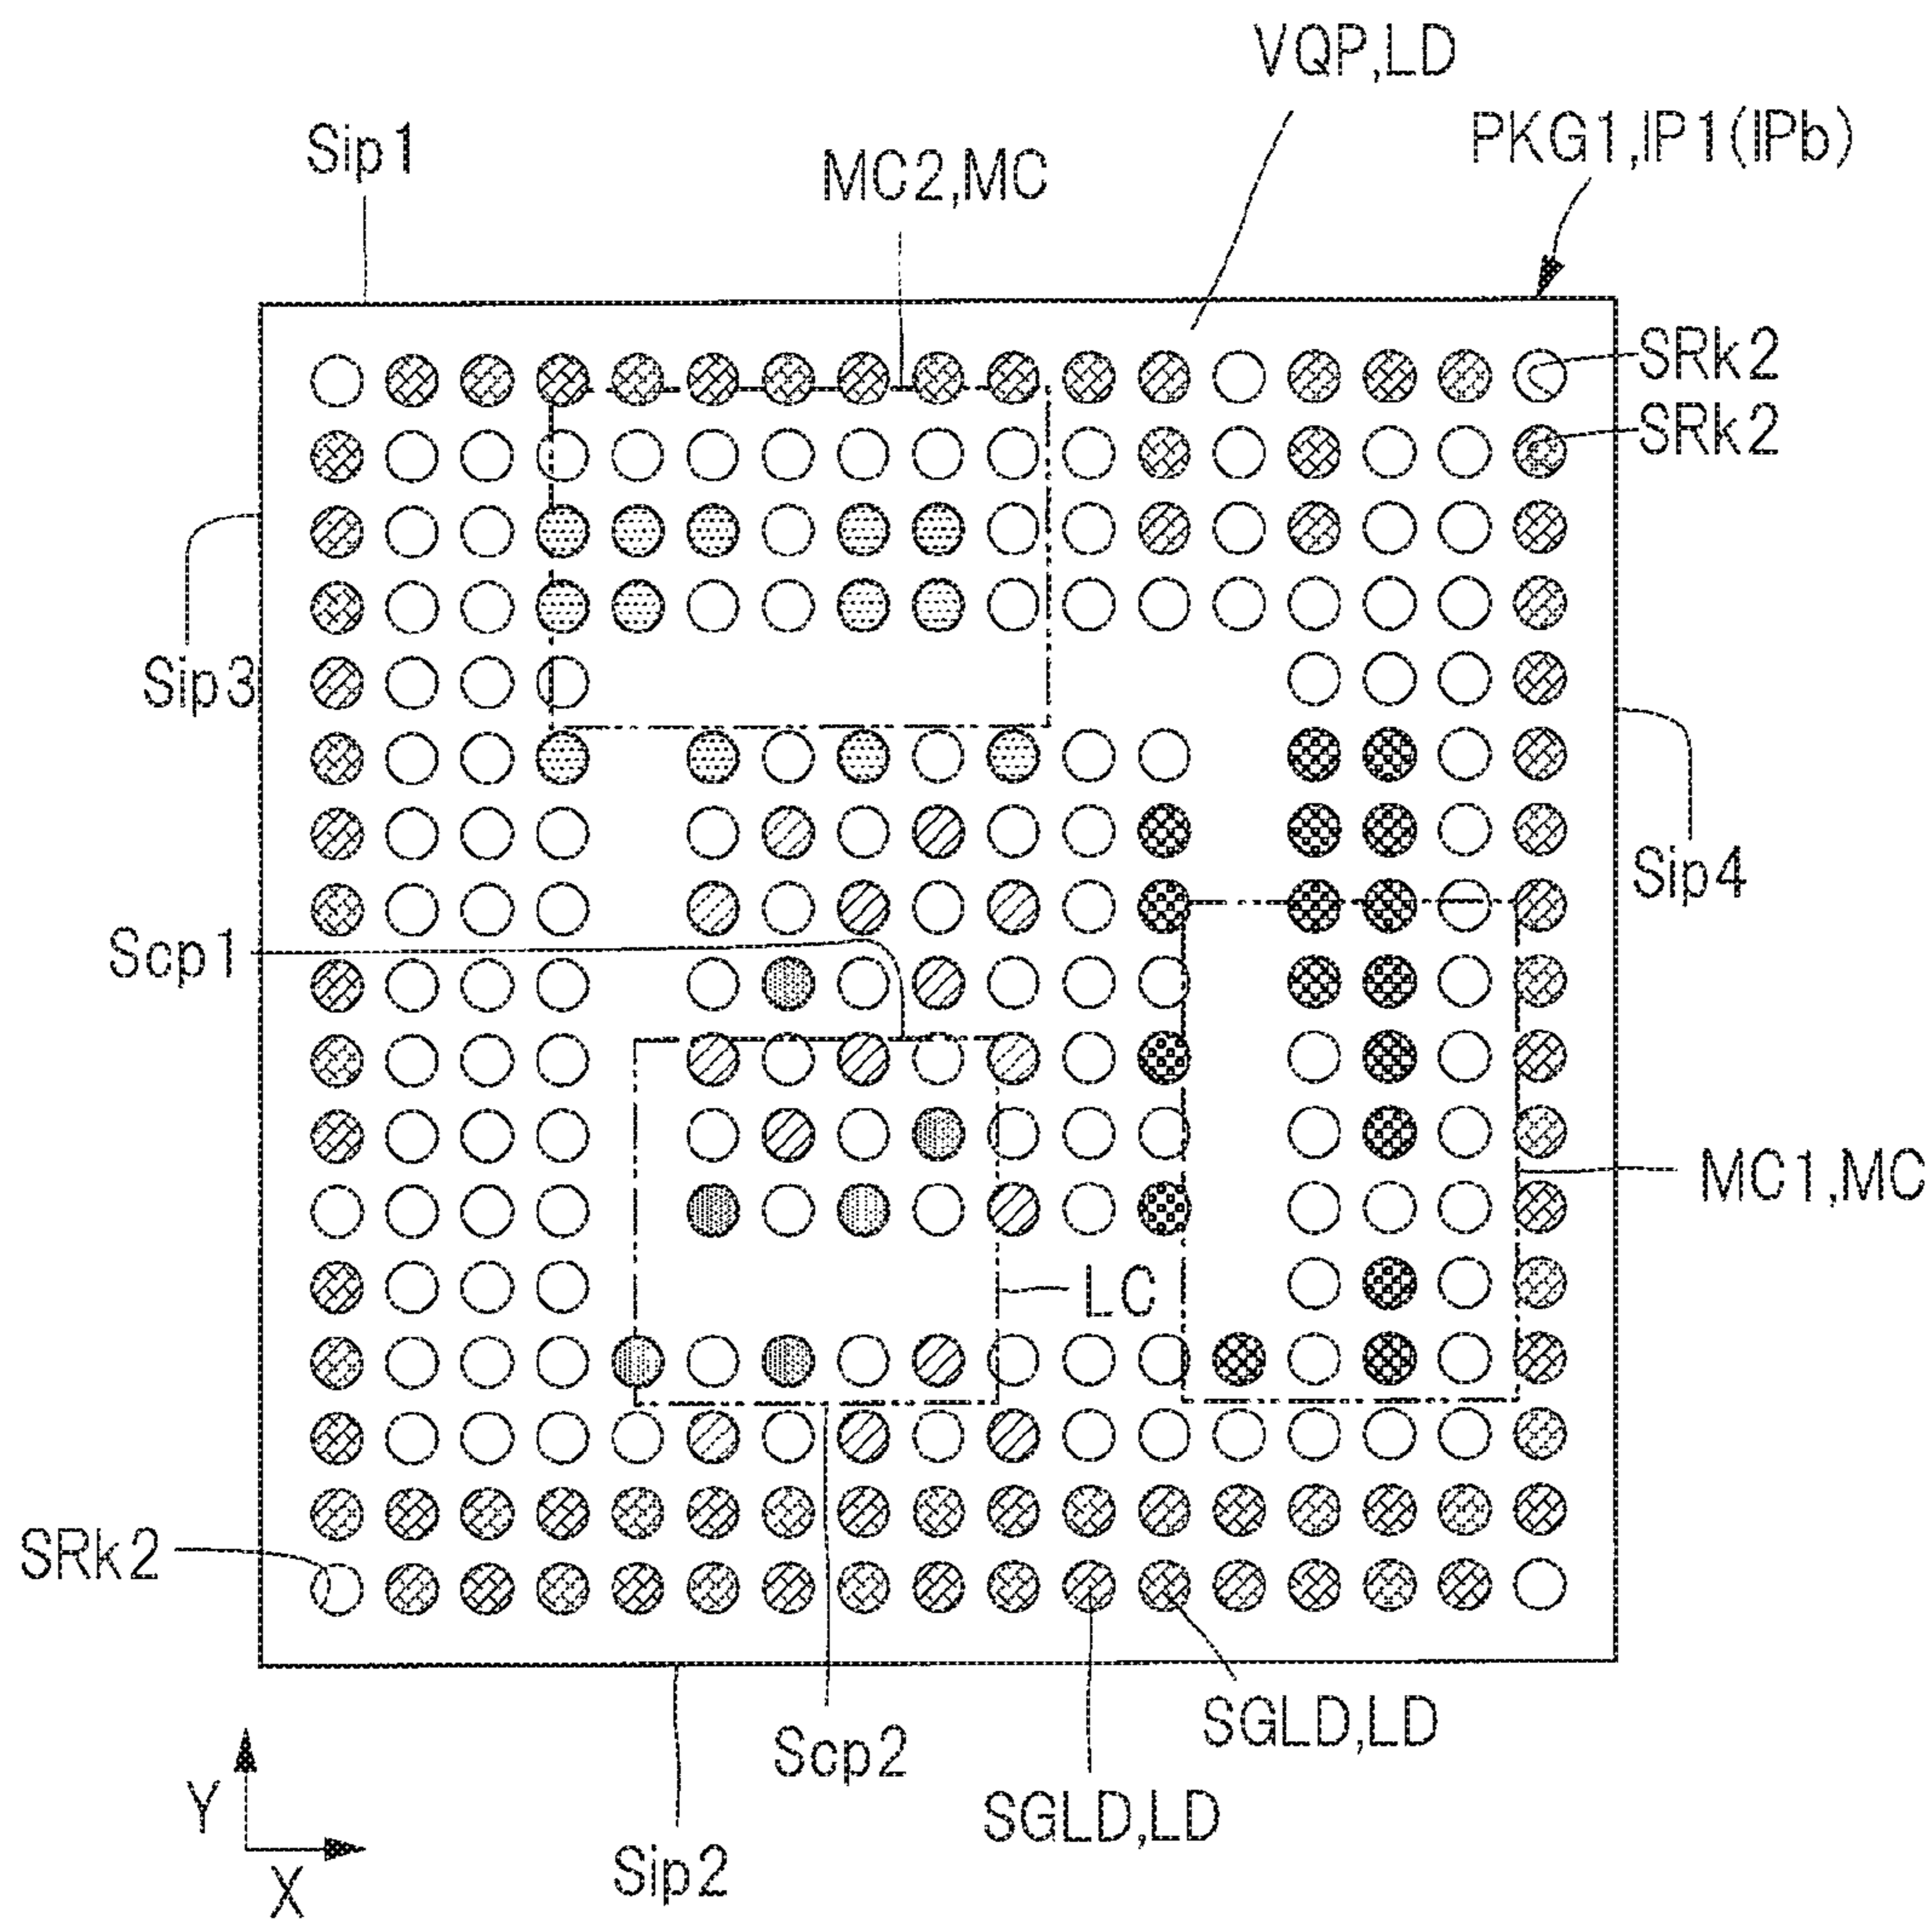 VQP,LD
PKG1,IP1(IPb)
Sip1
MC2,MC
SRk2
SRk2
Sip3
Sip4
Scp1
MC1,MC
LC
SRk2
SGLD,LD
Scp2
SGLD,LD
Y
Sip2
X